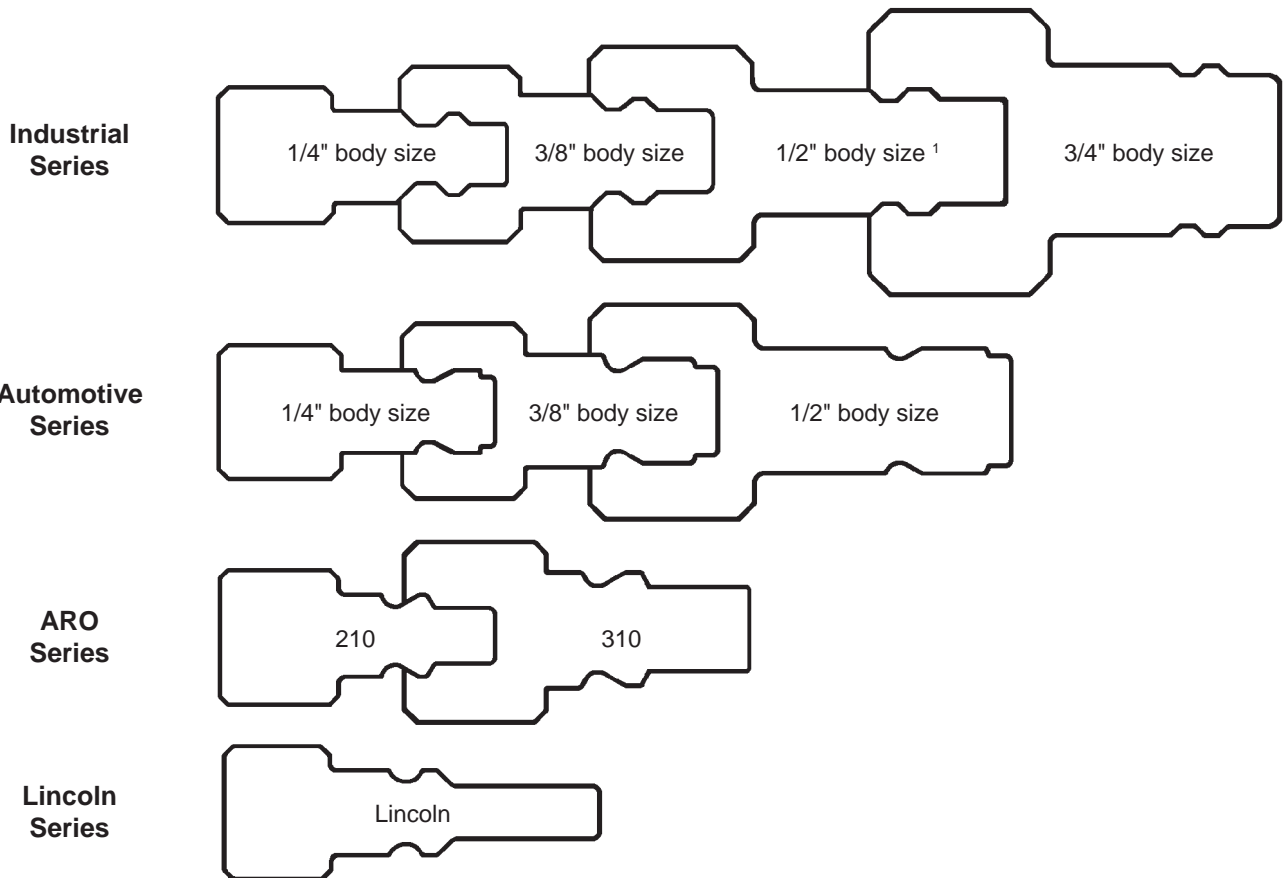 Industrial
Series
1/4" body size
3/8" body size
1/2" body size ¹
3/4" body size
Automotive
Series
1/4" body size
3/8" body size
1/2" body size
ARO
Series
210
310
Lincoln
Series
Lincoln